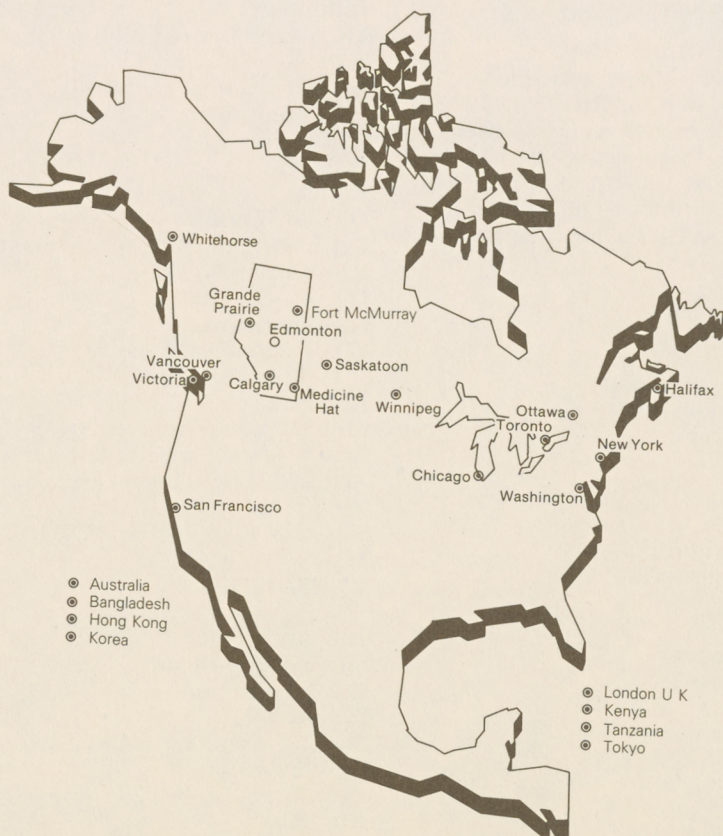 Whitehorse
Grande
Prairie
Fort McMurray
Edmonton
Vancouver
Victoria
Calgary
Medicine
Hat
Saskatoon
Winnipeg
Ottawa
Toronto
Halifax
New York
Chicago
Washington
San Francisco
Australia
Bangladesh
Hong Kong
Korea
London U K
Kenya
Tanzania
Tokyo